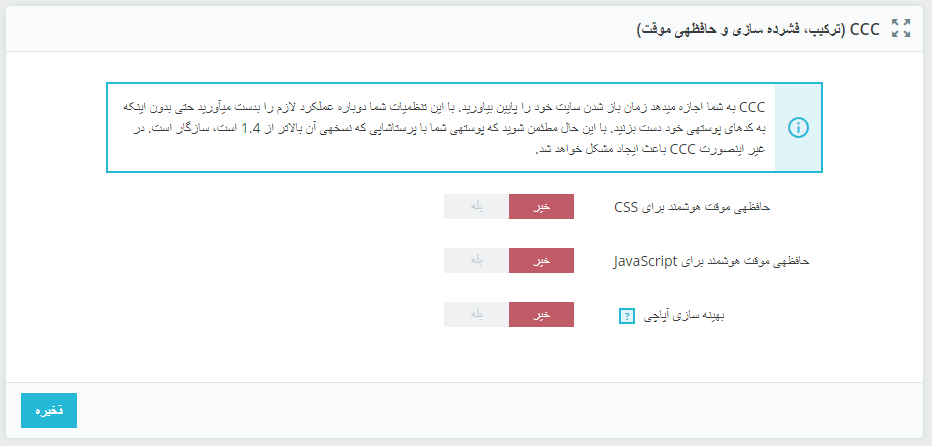 CCC (ترکیب، فشرده سازی و حافظهی موقت)
CCC به شما اجازه میدهد زمان باز شدن سایت خود را پایین بیاورید. با این تنظمیات شما دوباره عملکرد لازم را بدست میآورید حتی بدون اینکه
به کدهای پوستهی خود دست بزنید. با این حال مطئمن شوید که پوستهی شما با پرستاشاپی که نسخهی آن بالاتر از 1.4 است، سازگار است. در
غیر اینصورت CCC باعث ایجاد مشکل خواهد شد.
حافظهی موقت هوشمند برای CSS
خیر بله
حافظهی موقت هوشمند برای JavaScript
خیر بله
بهینه سازی آپاچی ?
خیر بله
ذخیره